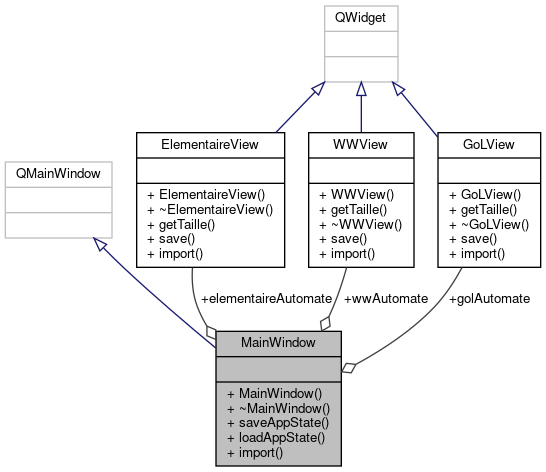 QWidget
ElementaireView
+ ElementaireView()
+ ~ElementaireView()
+ getTaille()
+ save()
+ import()
WWView
+ WWView()
+ getTaille()
+ ~WWView()
+ save()
+ import()
GoLView
+ GoLView()
+ getTaille()
+ ~GoLView()
+ save()
+ import()
QMainWindow
+elementaireAutomate
+wwAutomate
+golAutomate
MainWindow
+ MainWindow()
+ ~MainWindow()
+ saveAppState()
+ loadAppState()
+ import()